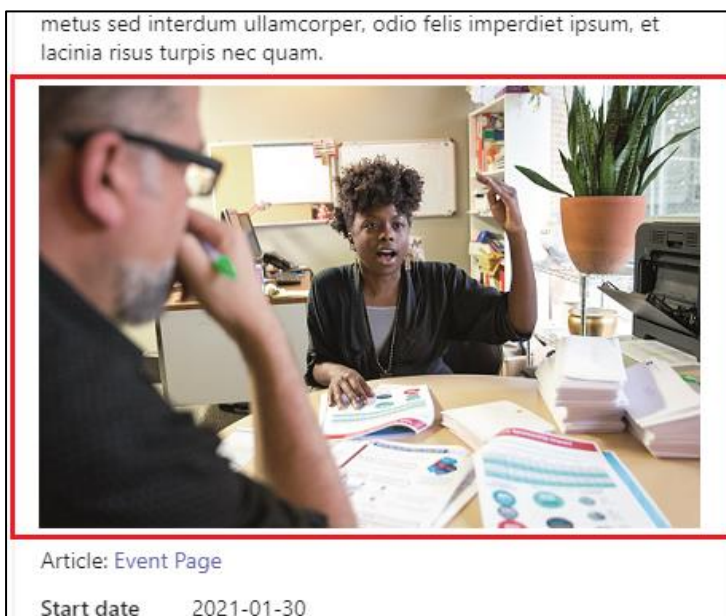 metus sed interdum ullamcorper, odio felis imperdiet ipsum, et
lacinia risus turpis nec quam.
Article: Event Page
Start date 2021-01-30